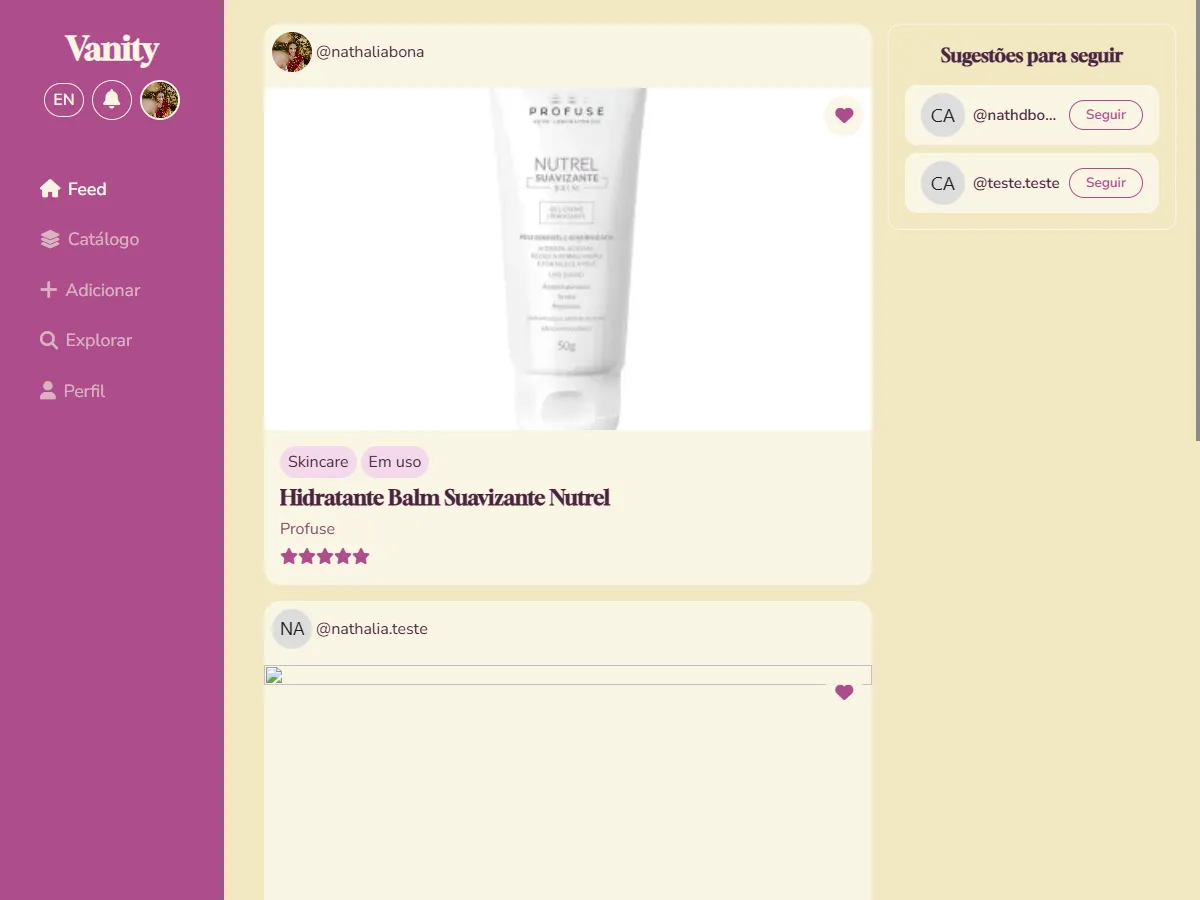 Vanity
EN
Feed
Catálogo
Adicionar
Explorar
Perfil
@nathaliabona
PROFUSE
NUTREL
SUAVIZANTE
BALM
50g
Skincare
Em uso
Hidratante Balm Suavizante Nutrel
Profuse
NA
@nathalia.teste
Sugestões para seguir
CA
@nathdbo...
Seguir
CA
@teste.teste
Seguir